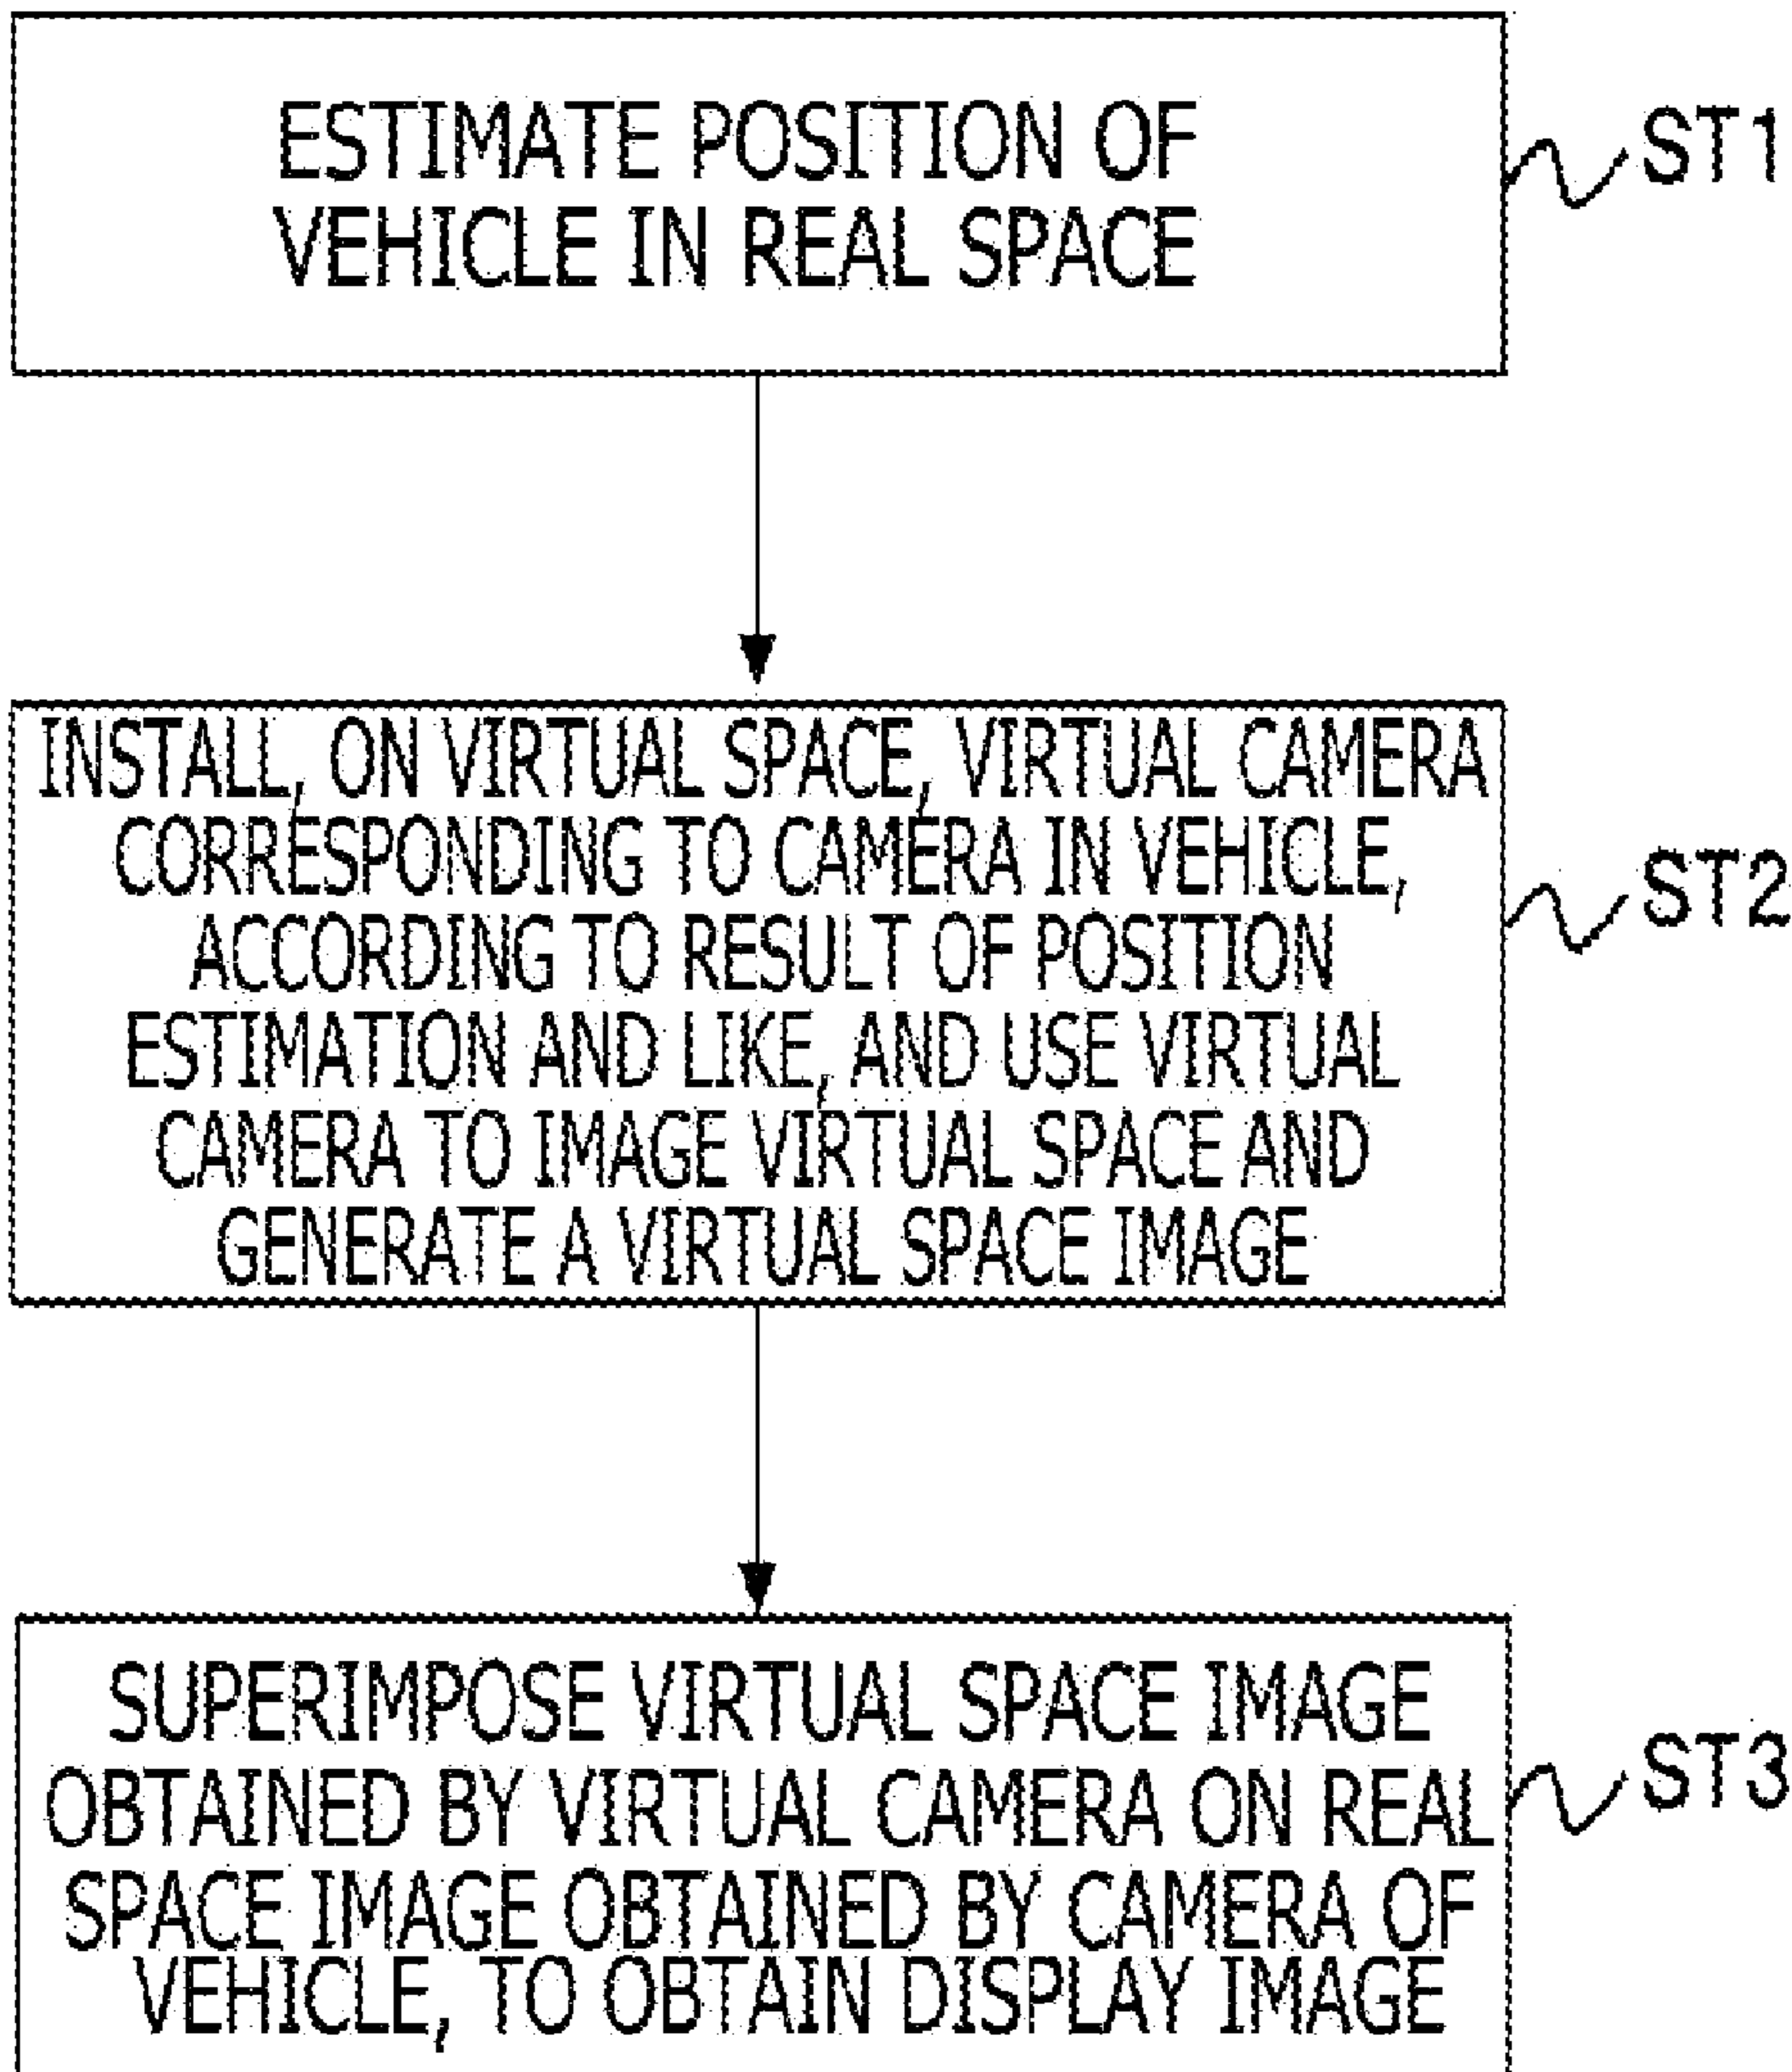 ESTIMATE POSITION OF
VEHICLE IN REAL SPACE
ST1
INSTALL, ON VIRTUAL SPACE, VIRTUAL CAMERA
CORRESPONDING TO CAMERA IN VEHICLE,
ACCORDING TO RESULT OF POSITION
ESTIMATION AND LIKE, AND USE VIRTUAL
CAMERA TO IMAGE VIRTUAL SPACE AND
GENERATE A VIRTUAL SPACE IMAGE
ST2
SUPERIMPOSE VIRTUAL SPACE IMAGE
OBTAINED BY VIRTUAL CAMERA ON REAL
SPACE IMAGE OBTAINED BY CAMERA OF
VEHICLE, TO OBTAIN DISPLAY IMAGE
ST3